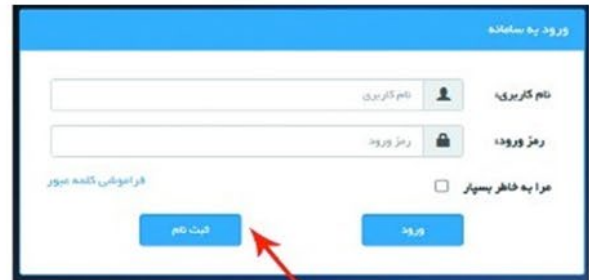 ورود به سامانه
نام کاربری: نام کاربری
رمز ورود: رمز ورود
مرا به خاطر بسپار فراموشی کلمه عبور
ورود ثبت نام